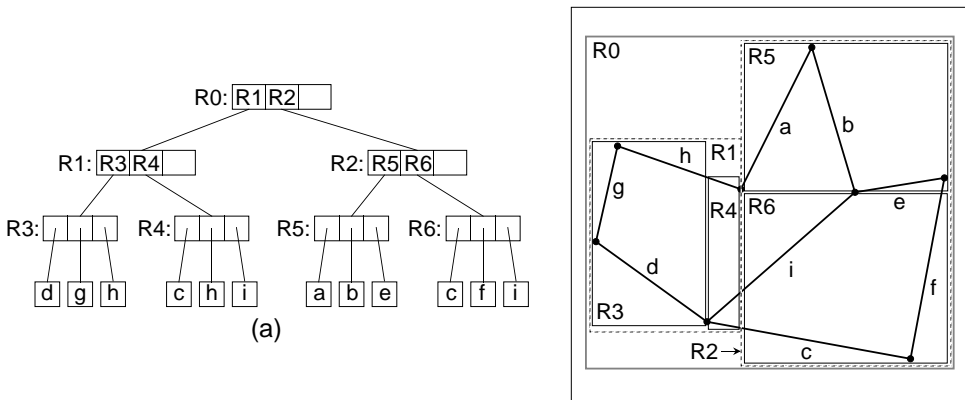 R0: R1 R2
R1: R3 R4
R2: R5 R6
R3:
R4:
R5:
R6:
d g h
c h i
a b e
c f i
(a)
R0
R5
a
b
h
R1
g
R4
R6
e
d
i
f
R3
R2
c